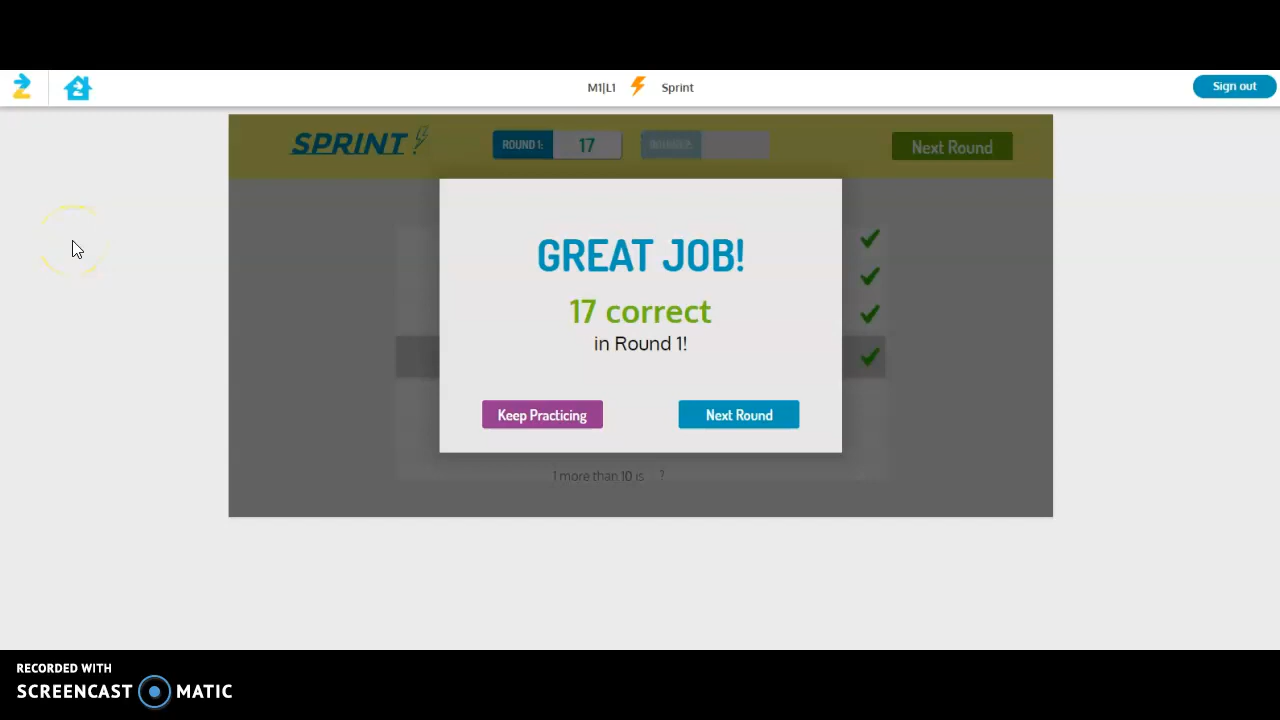 M1|L1 Sprint
Sign out
SPRINT
ROUND 1: 17
Next Round
GREAT JOB!
17 correct
in Round 1!
Keep Practicing
Next Round
1 more than 10 is ?
RECORDED WITH
SCREENCAST MATIC